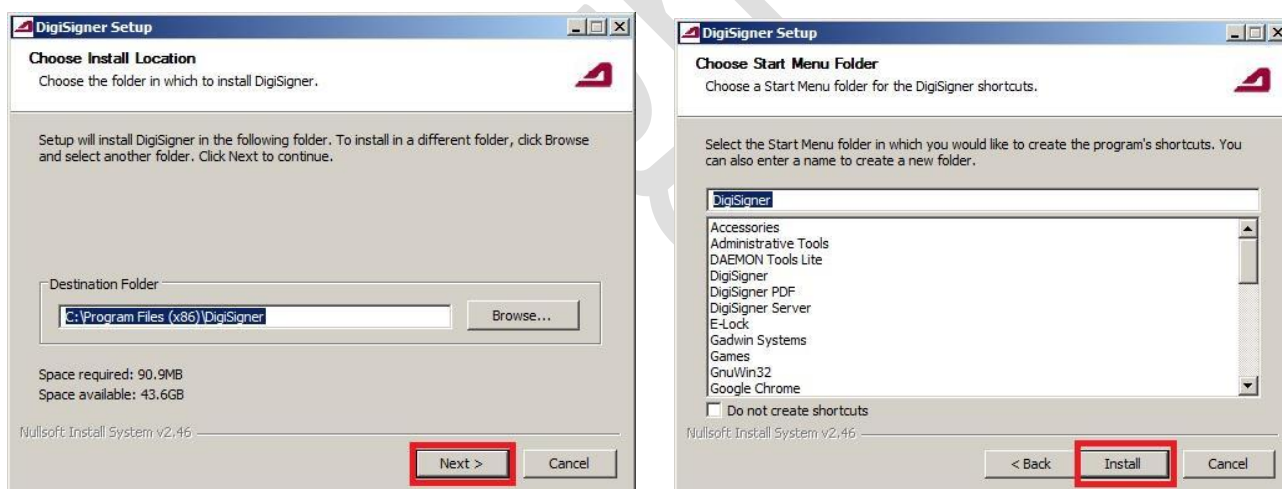 DigiSigner Setup
Choose Install Location
Choose the folder in which to install DigiSigner.
Setup will install DigiSigner in the following folder. To install in a different folder, click Browse
and select another folder. Click Next to continue.
Destination Folder
C:\Program Files (x86)\DigiSigner
Browse...
Space required: 90.9MB
Space available: 43.6GB
Nullsoft Install System v2.46
Next >
Cancel
DigiSigner Setup
Choose Start Menu Folder
Choose a Start Menu folder for the DigiSigner shortcuts.
Select the Start Menu folder in which you would like to create the program's shortcuts. You
can also enter a name to create a new folder.
DigiSigner
Accessories
Administrative Tools
DAEMON Tools Lite
DigiSigner
DigiSigner PDF
DigiSigner Server
E-Lock
Gadwin Systems
Games
GnuWin32
Google Chrome
Do not create shortcuts
Nullsoft Install System v2.46
< Back
Install
Cancel